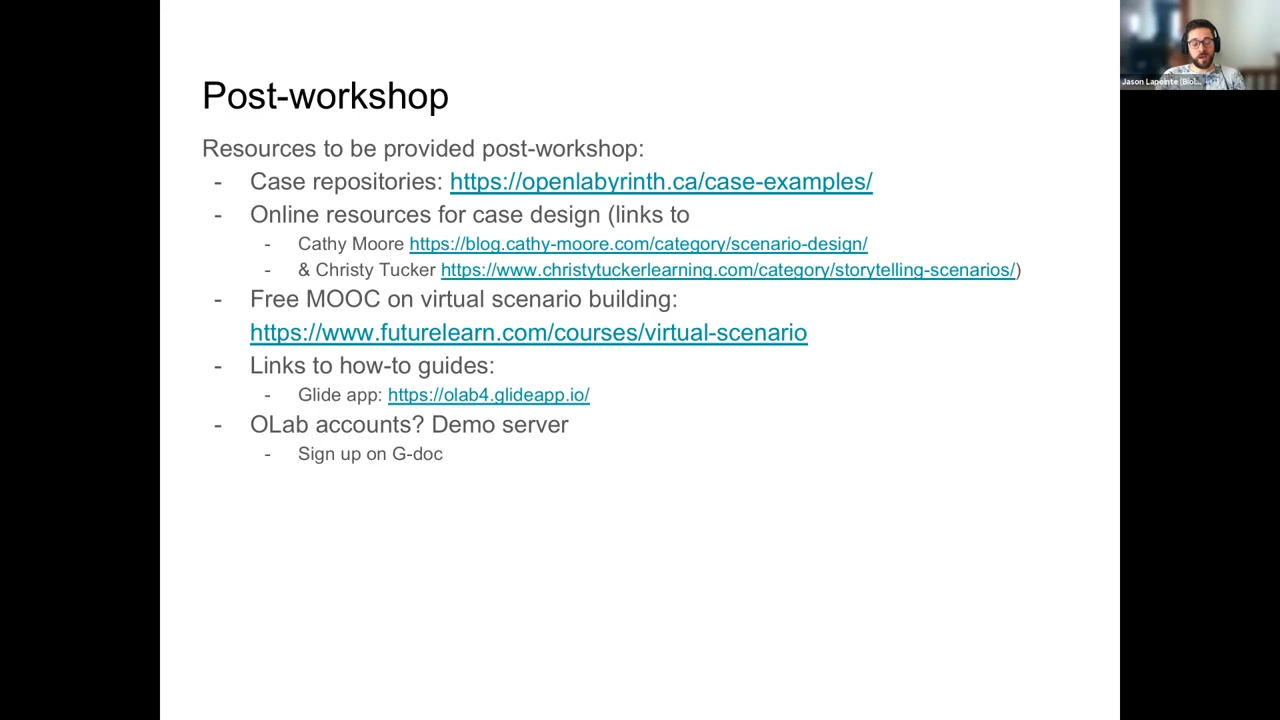 Post-workshop
Resources to be provided post-workshop:
- Case repositories: https://openlabyrinth.ca/case-examples/
- Online resources for case design (links to
- Cathy Moore https://blog.cathy-moore.com/category/scenario-design/
- & Christy Tucker https://www.christytuckerlearning.com/category/storytelling-scenarios/)
- Free MOOC on virtual scenario building:
https://www.futurelearn.com/courses/virtual-scenario
- Links to how-to guides:
- Glide app: https://olab4.glideapp.io/
- OLab accounts? Demo server
- Sign up on G-doc
Jason Lapointe (Biol...